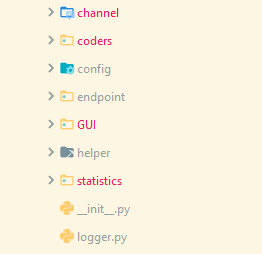 channel
coders
config
endpoint
GUI
helper
statistics
__init__.py
logger.py